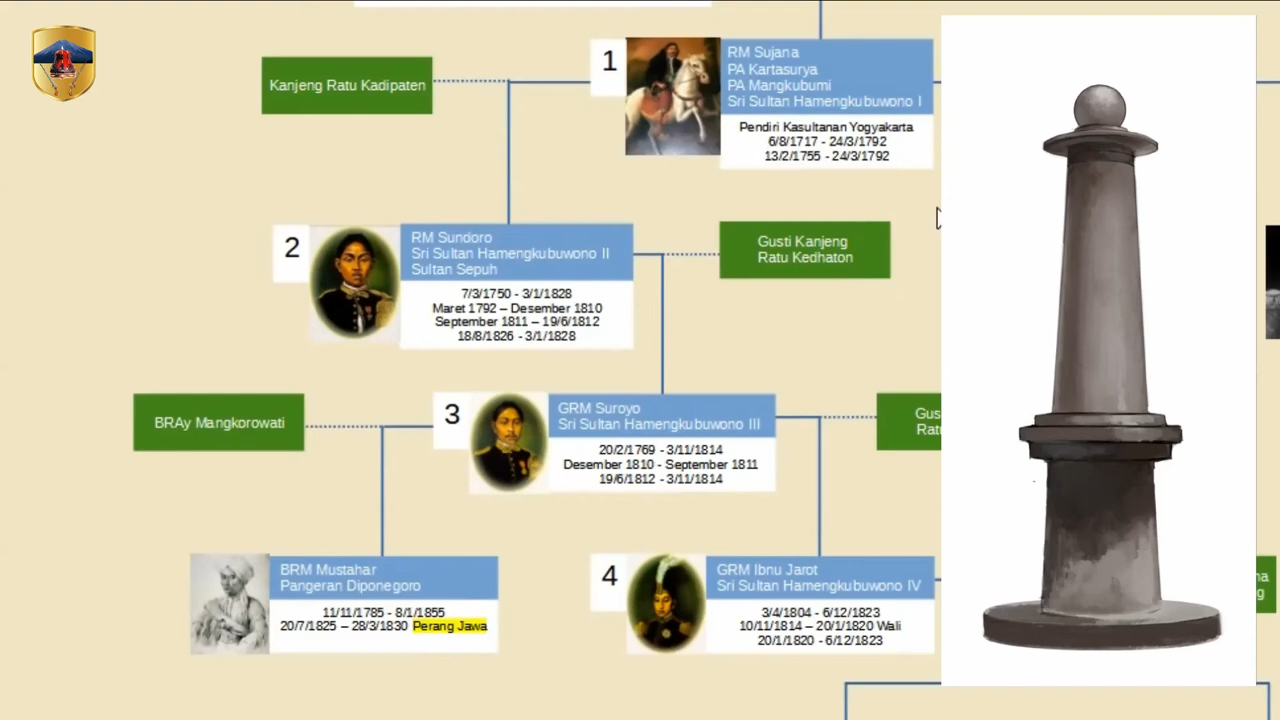 Kanjeng Ratu Kadipaten
1
RM Sujana
PA Kartasurya
PA Mangkubumi
Sri Sultan Hamengkubuwono I
Pendiri Kasultanan Yogyakarta
6/8/1717 - 24/3/1792
13/2/1755 - 24/3/1792
2
RM Sundoro
Sri Sultan Hamengkubuwono II
Sultan Sepuh
7/3/1750 - 3/1/1828
Maret 1792 – Desember 1810
September 1811 – 19/6/1812
18/8/1826 - 3/1/1828
Gusti Kanjeng
Ratu Kedhaton
BRAy Mangkorowati
3
GRM Suroyo
Sri Sultan Hamengkubuwono III
20/2/1769 - 3/11/1814
Desember 1810 - September 1811
19/6/1812 - 3/11/1814
Gus
Rat
BRM Mustahar
Pangeran Diponegoro
11/11/1785 - 8/1/1855
20/7/1825 – 28/3/1830 Perang Jawa
4
GRM Ibnu Jarot
Sri Sultan Hamengkubuwono IV
3/4/1804 - 6/12/1823
10/11/1814 – 20/1/1820 Wali
20/1/1820 - 6/12/1823